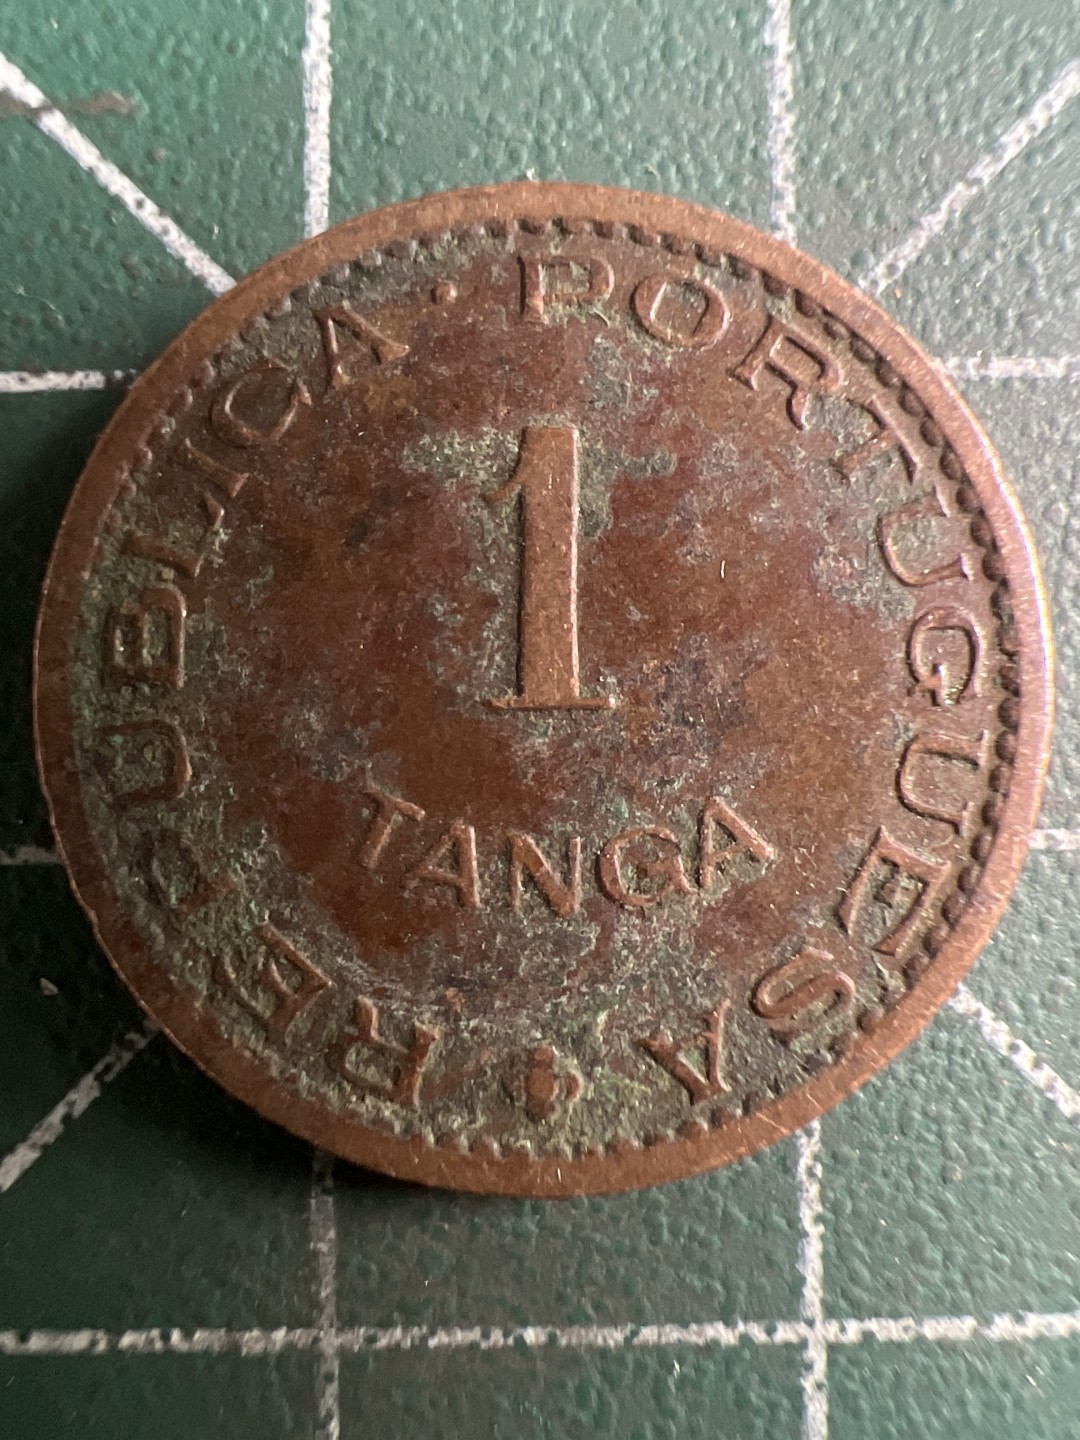 REPUBLICA · PORTUGUESA
1
TANGA